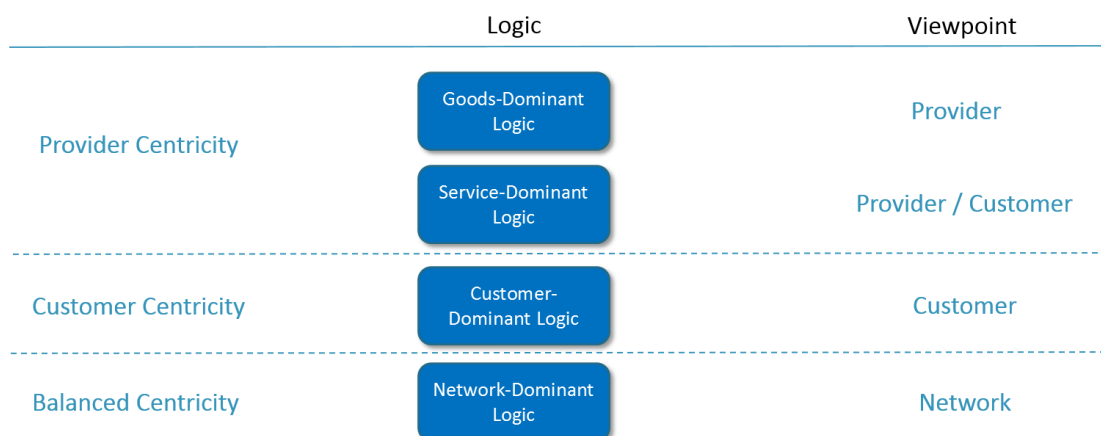 Logic
Viewpoint
Provider Centricity
Goods-Dominant
Logic
Provider
Service-Dominant
Logic
Provider / Customer
Customer Centricity
Customer-
Dominant Logic
Customer
Balanced Centricity
Network-Dominant
Logic
Network